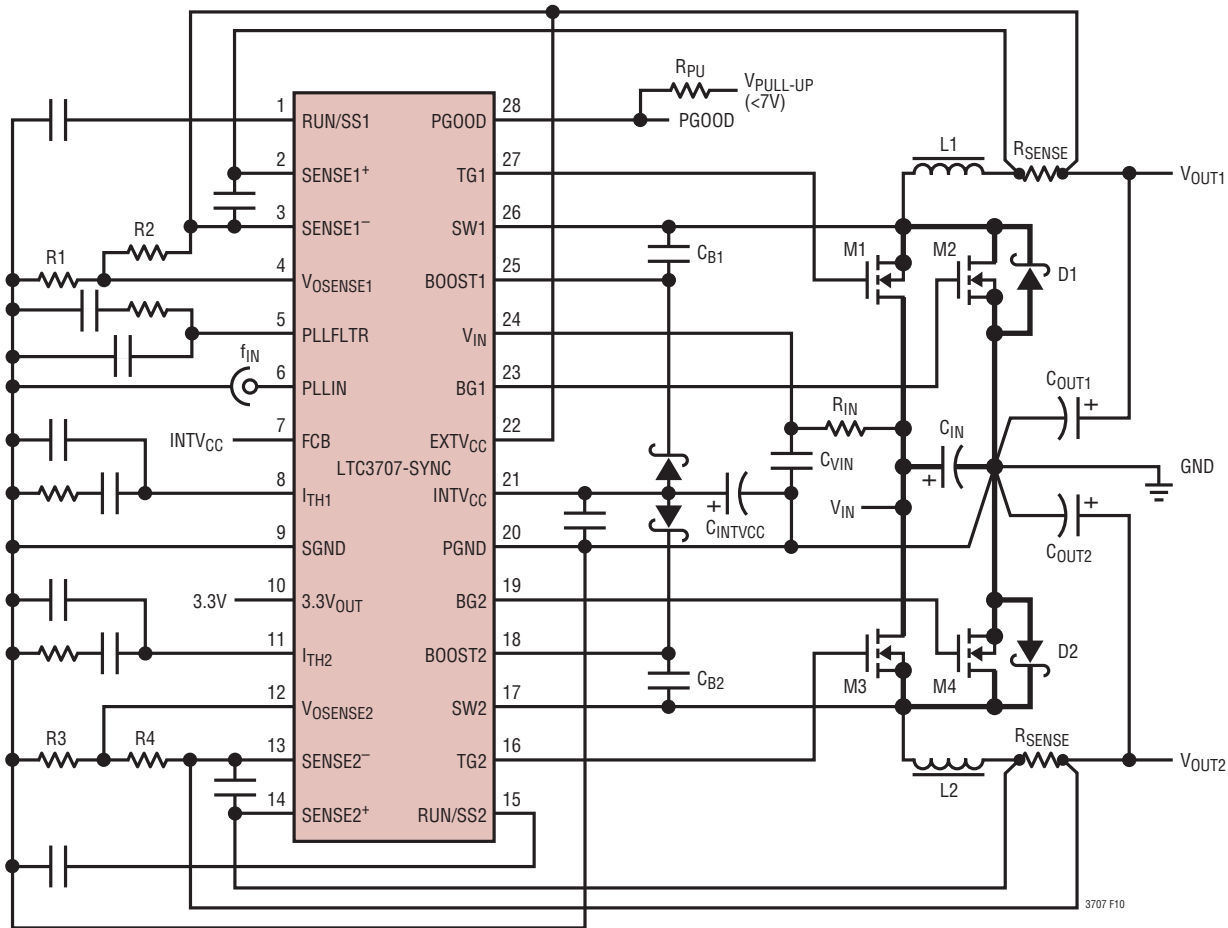 RPU
VPULL-UP
(<7V)
PGOOD
1
RUN/SS1
PGOOD
28
2
SENSE1+
TG1
27
L1
RSENSE
VOUT1
3
SENSE1–
SW1
26
R2
CB1
M1
M2
D1
R1
4
VOSENSE1
BOOST1
25
5
PLLFLTR
VIN
24
fIN
6
PLLIN
BG1
23
COUT1
+
RIN
7
INTVCC
FCB
EXTVCC
22
CIN
+
CVIN
LTC3707-SYNC
GND
8
ITH1
INTVCC
21
+
CINTVCC
VIN
+
COUT2
9
SGND
PGND
20
10
3.3V
3.3VOUT
BG2
19
11
ITH2
BOOST2
18
CB2
M3
M4
D2
12
VOSENSE2
SW2
17
R3
R4
13
SENSE2–
TG2
16
RSENSE
L2
VOUT2
14
SENSE2+
RUN/SS2
15
3707 F10